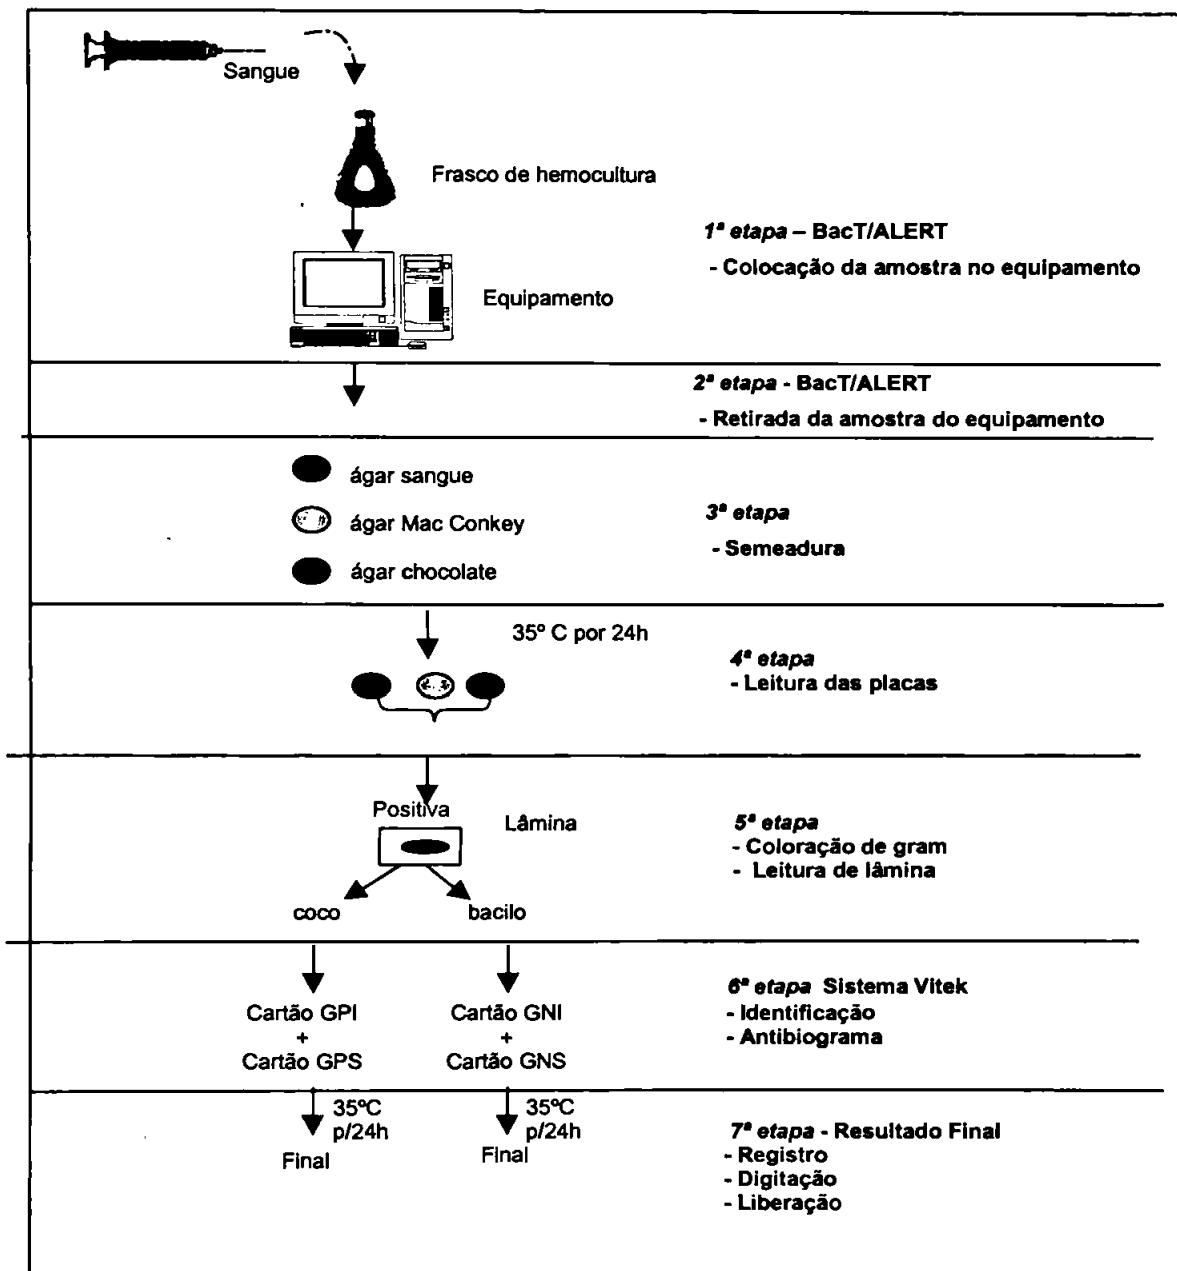 Sangue
Frasco de hemocultura
1ª etapa – BacT/ALERT
- Colocação da amostra no equipamento
Equipamento
2ª etapa - BacT/ALERT
- Retirada da amostra do equipamento
ágar sangue
ágar Mac Conkey
ágar chocolate
3ª etapa
- Semeadura
35º C por 24h
4ª etapa
- Leitura das placas
Positiva
Lâmina
coco
bacilo
5ª etapa
- Coloração de gram
- Leitura de lâmina
Cartão GPI
+
Cartão GPS
Cartão GNI
+
Cartão GNS
6ª etapa Sistema Vitek
- Identificação
- Antibiograma
35ºC
p/24h
Final
35ºC
p/24h
Final
7ª etapa - Resultado Final
- Registro
- Digitação
- Liberação